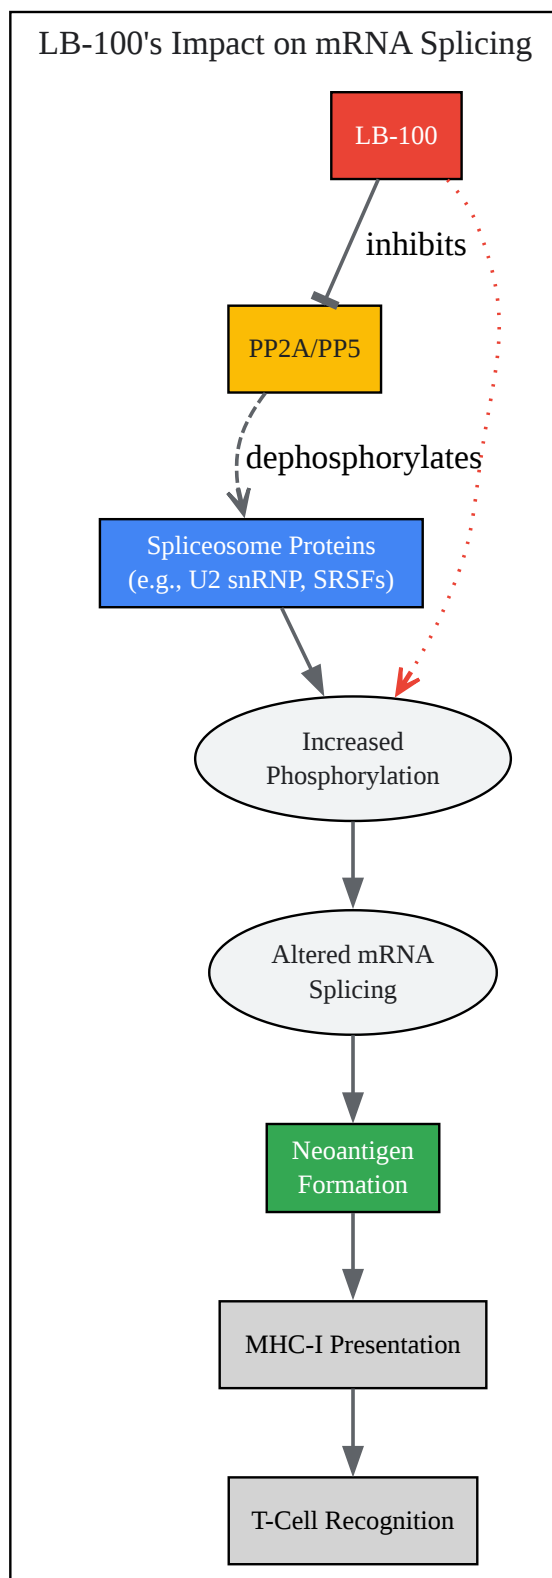 LB-100's Impact on mRNA Splicing
LB-100
inhibits
PP2A/PP5
dephosphorylates
Spliceosome Proteins
(e.g., U2 snRNP, SRSFs)
Increased
Phosphorylation
Altered mRNA
Splicing
Neoantigen
Formation
MHC-I Presentation
T-Cell Recognition